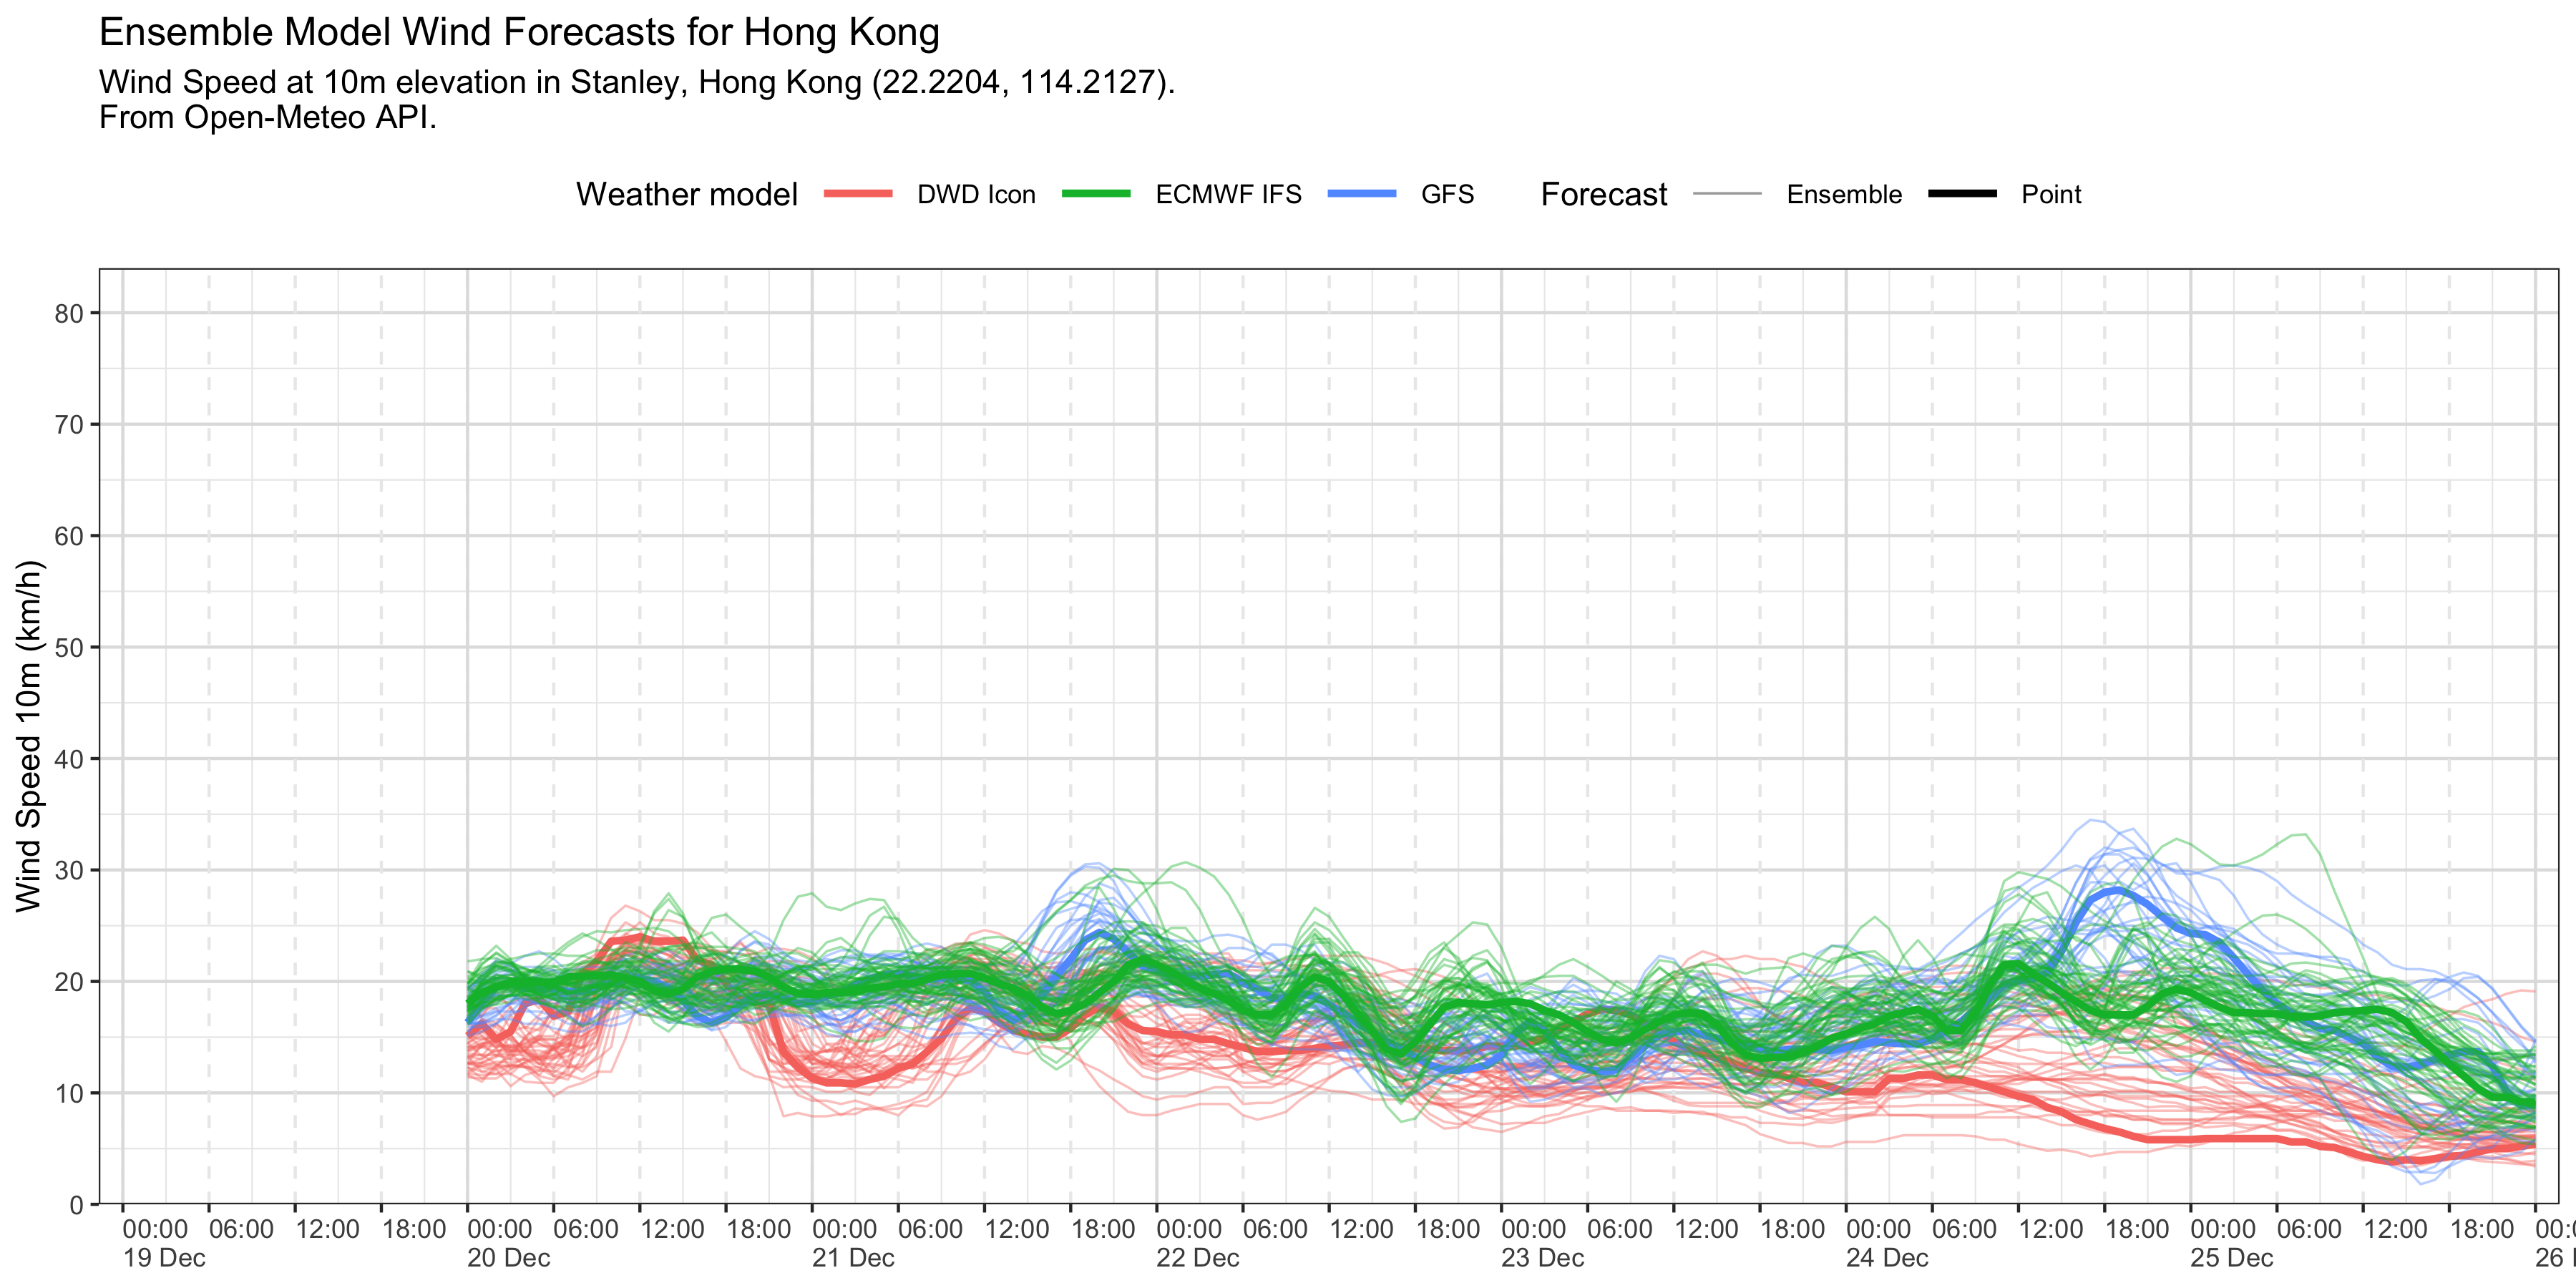 Ensemble Model Wind Forecasts for Hong Kong
Wind Speed at 10m elevation in Stanley, Hong Kong (22.2204, 114.2127).
From Open-Meteo API.
Weather model DWD Icon ECMWF IFS GFS Forecast Ensemble Point
Wind Speed 10m (km/h)
80
70
60
50
40
30
20
10
0
00:00 06:00 12:00 18:00 00:00 06:00 12:00 18:00 00:00 06:00 12:00 18:00 00:00 06:00 12:00 18:00 00:00 06:00 12:00 18:00 00:00 06:00 12:00 18:00 00:00 06:00 12:00 18:00
19 Dec 20 Dec 21 Dec 22 Dec 23 Dec 24 Dec 25 Dec 26